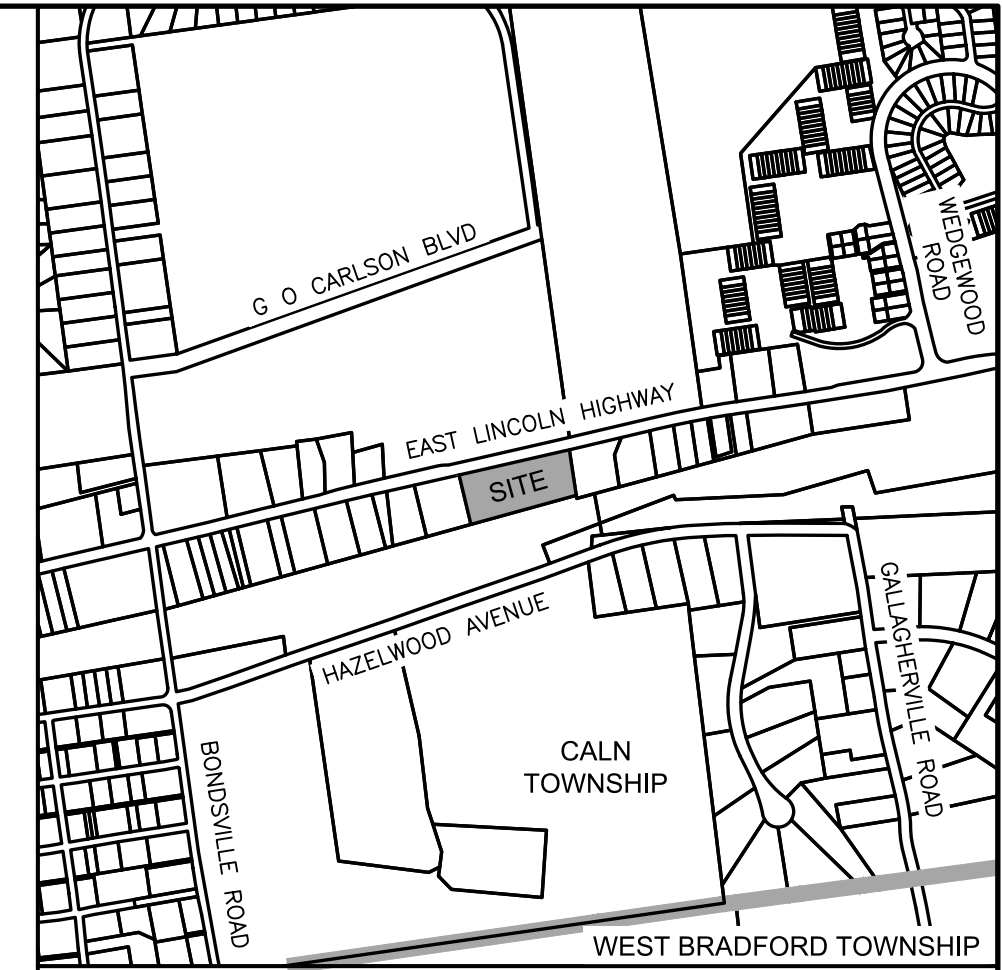 WEDGEWOOD
ROAD
G O CARLSON BLVD
EAST LINCOLN HIGHWAY
SITE
HAZELWOOD AVENUE
GALLAGHERVILLE ROAD
BONDSVILLE ROAD
CALN
TOWNSHIP
WEST BRADFORD TOWNSHIP